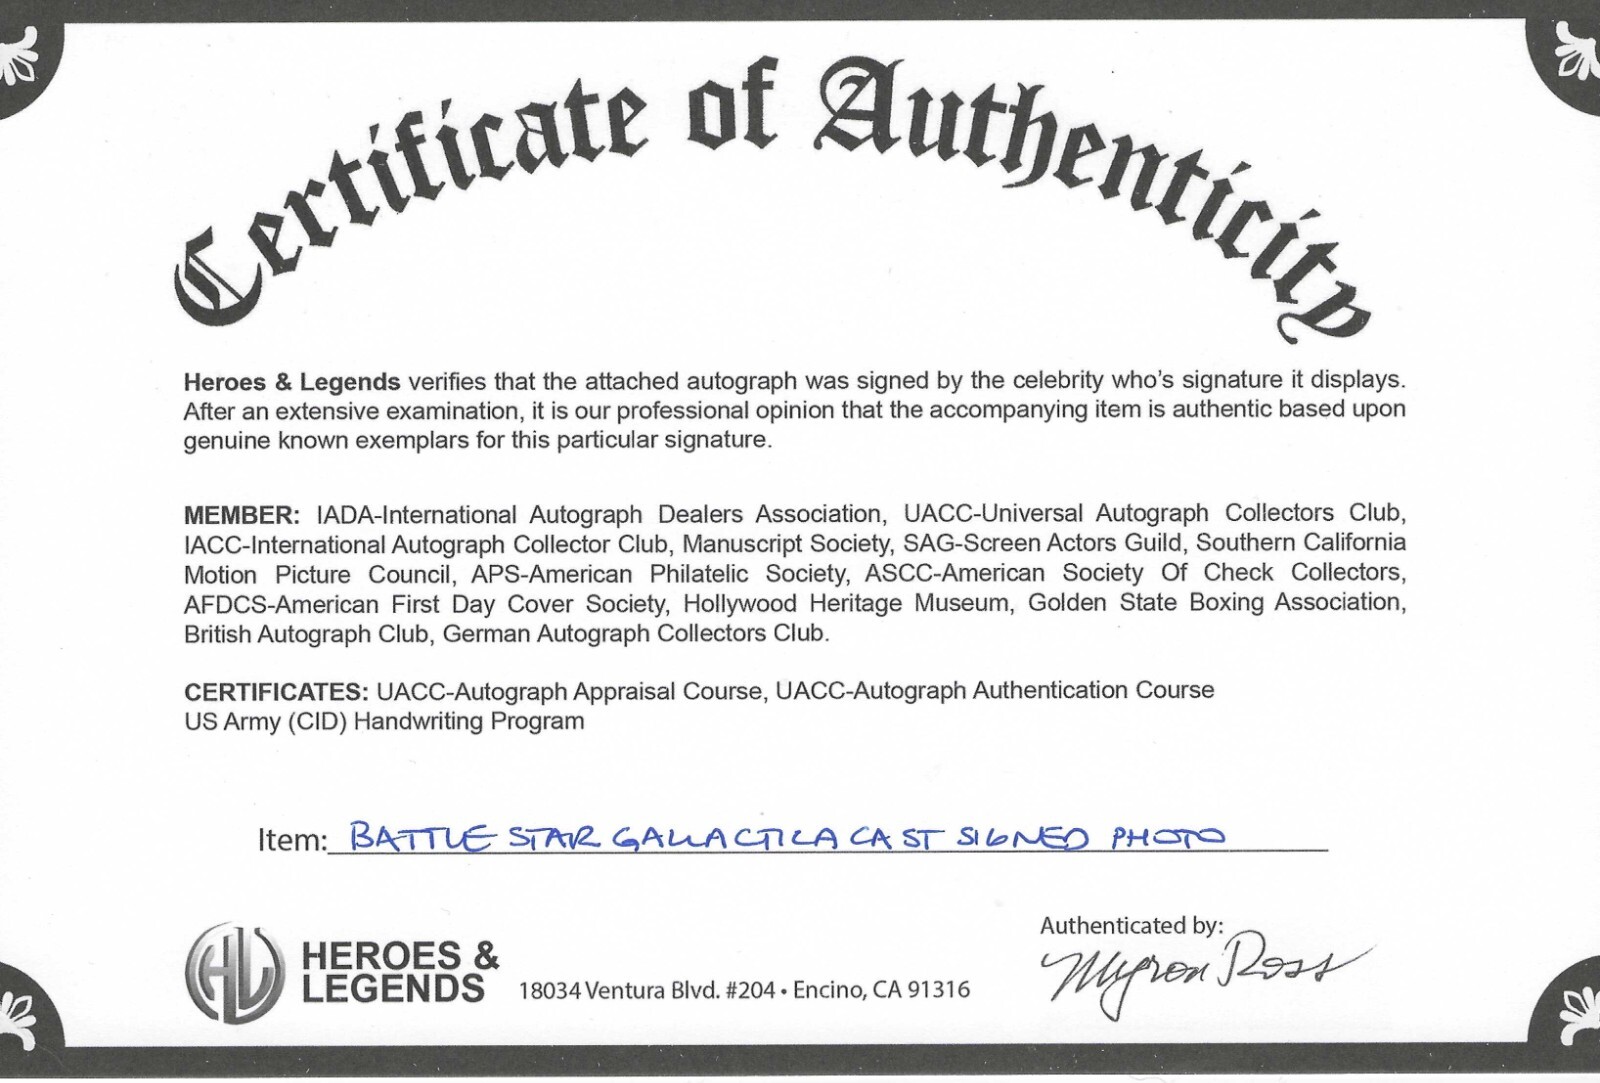 Certificate of Authenticity
Heroes & Legends verifies that the attached autograph was signed by the celebrity who's signature it displays.
After an extensive examination, it is our professional opinion that the accompanying item is authentic based upon
genuine known exemplars for this particular signature.
MEMBER: IADA-International Autograph Dealers Association, UACC-Universal Autograph Collectors Club,
IACC-International Autograph Collector Club, Manuscript Society, SAG-Screen Actors Guild, Southern California
Motion Picture Council, APS-American Philatelic Society, ASCC-American Society Of Check Collectors,
AFDCS-American First Day Cover Society, Hollywood Heritage Museum, Golden State Boxing Association,
British Autograph Club, German Autograph Collectors Club.
CERTIFICATES: UACC-Autograph Appraisal Course, UACC-Autograph Authentication Course
US Army (CID) Handwriting Program
Item: BATTLE STAR GALLACTICA CAST SIGNED PHOTO
Authenticated by:
Myron Ross
HL HEROES &
LEGENDS 18034 Ventura Blvd. #204 • Encino, CA 91316